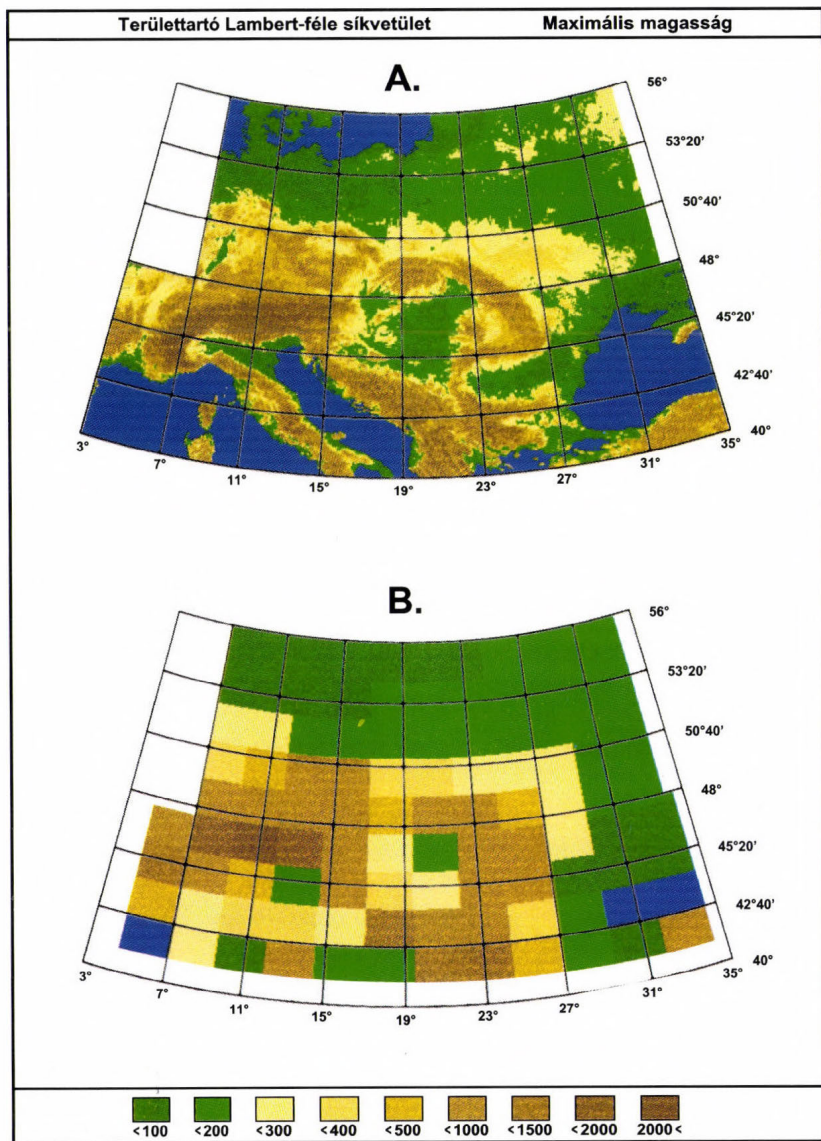 Területtartó Lambert-féle síkvetület Maximális magasság
A.
56°
53°20'
50°40'
48°
45°20'
42°40'
40°
3° 7° 11° 15° 19° 23° 27° 31° 35°
B.
56°
53°20'
50°40'
48°
45°20'
42°40'
40°
3° 7° 11° 15° 19° 23° 27° 31° 35°
<100 <200 <300 <400 <500 <1000 <1500 <2000 2000<